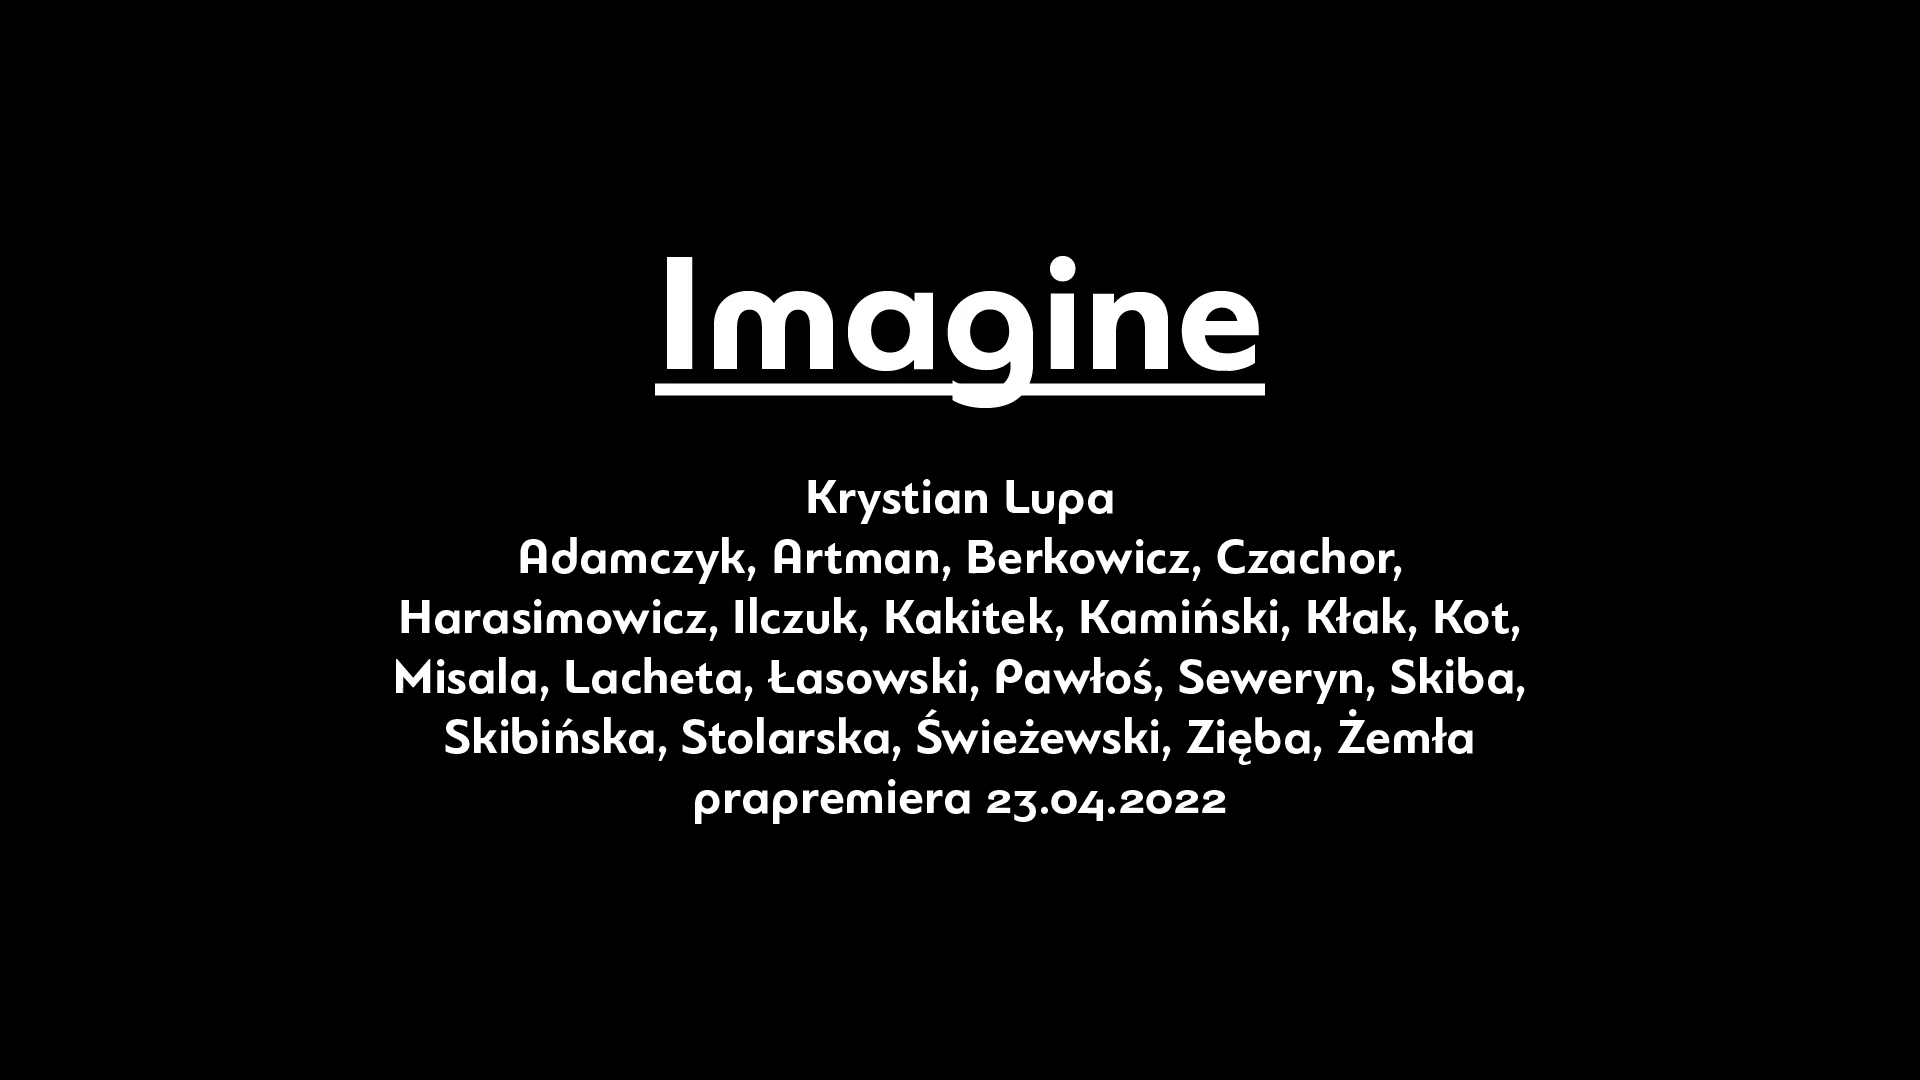 Imagine
Krystian Lupa
Adamczyk, Artman, Berkowicz, Czachor,
Harasimowicz, Ilczuk, Kakitek, Kamiński, Kłak, Kot,
Misala, Lacheta, Łasowski, Pawłoś, Seweryn, Skiba,
Skibińska, Stolarska, Świeżewski, Zięba, Żemła
prapremiera 23.04.2022